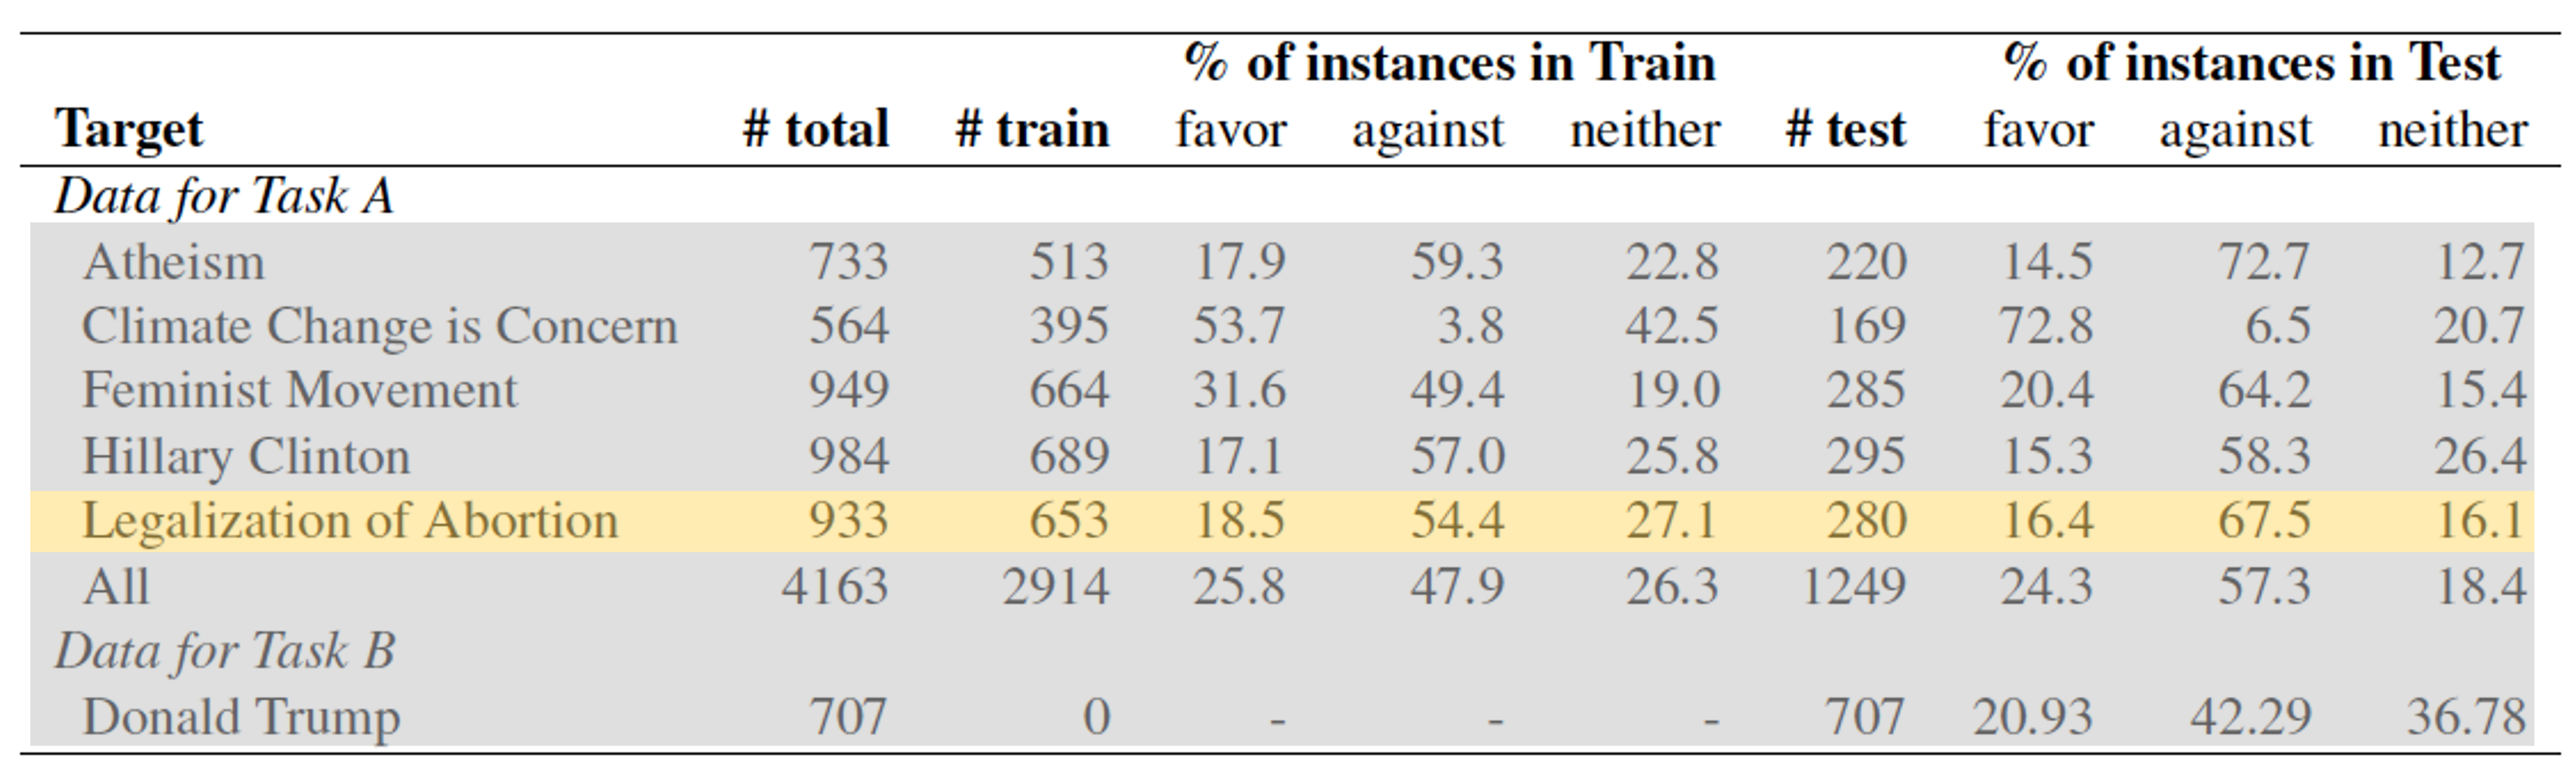 % of instances in Train % of instances in Test
Target # total # train favor against neither # test favor against neither
Data for Task A
Atheism 733 513 17.9 59.3 22.8 220 14.5 72.7 12.7
Climate Change is Concern 564 395 53.7 3.8 42.5 169 72.8 6.5 20.7
Feminist Movement 949 664 31.6 49.4 19.0 285 20.4 64.2 15.4
Hillary Clinton 984 689 17.1 57.0 25.8 295 15.3 58.3 26.4
Legalization of Abortion 933 653 18.5 54.4 27.1 280 16.4 67.5 16.1
All 4163 2914 25.8 47.9 26.3 1249 24.3 57.3 18.4
Data for Task B
Donald Trump 707 0 - - - 707 20.93 42.29 36.78